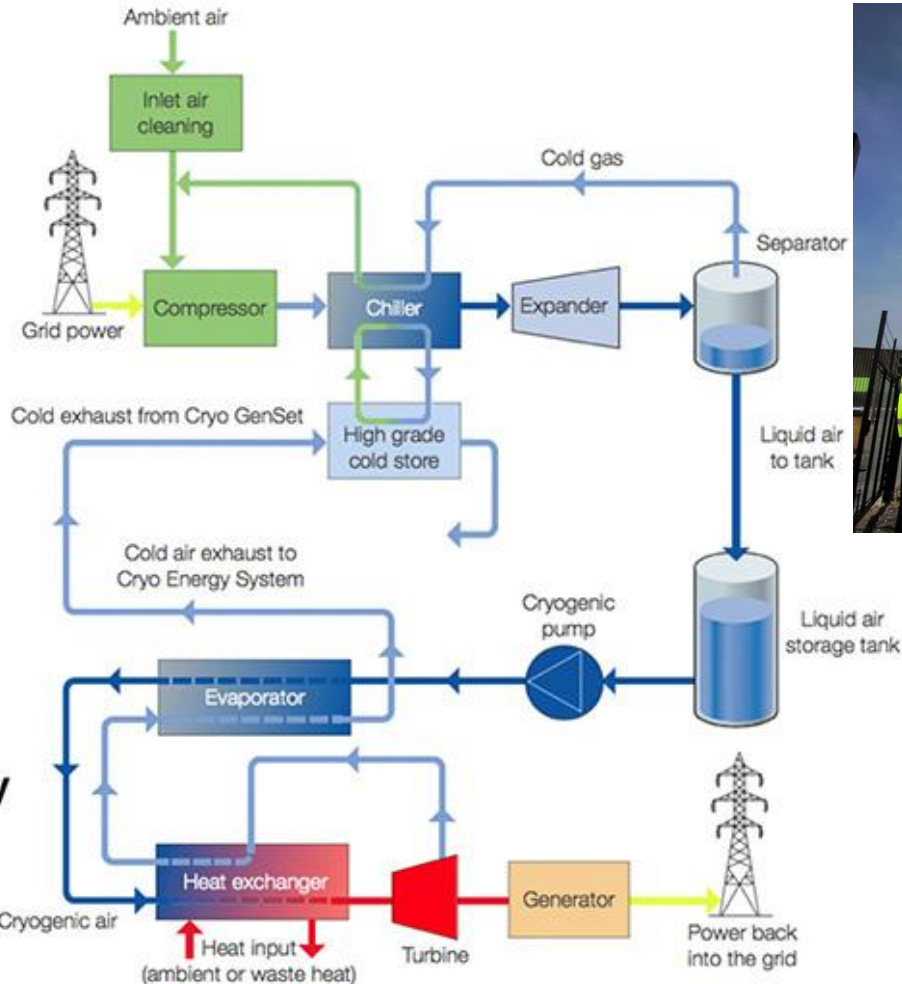 Ambient air
Inlet air
cleaning
Cold gas
Separator
Compressor
Chiller
Expander
Grid power
Cold exhaust from Cryo GenSet
High grade
cold store
Liquid air
to tank
Cold air exhaust to
Cryo Energy System
Cryogenic
pump
Liquid air
storage tank
Evaporator
y
Heat exchanger
Generator
Cryogenic air
Heat input
(ambient or waste heat)
Turbine
Power back
into the grid